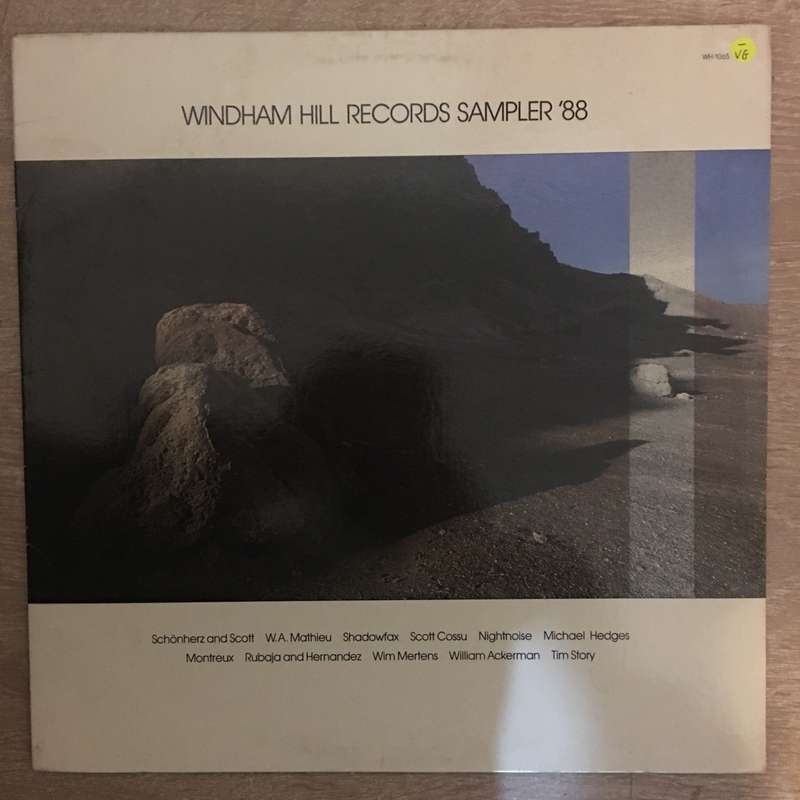 WH-1065
VG
WINDHAM HILL RECORDS SAMPLER '88
Schönherz and Scott W.A. Mathieu Shadowfax Scott Cossu Nightnoise Michael Hedges
Montreux Rubaja and Hernandez Wim Mertens William Ackerman Tim Story